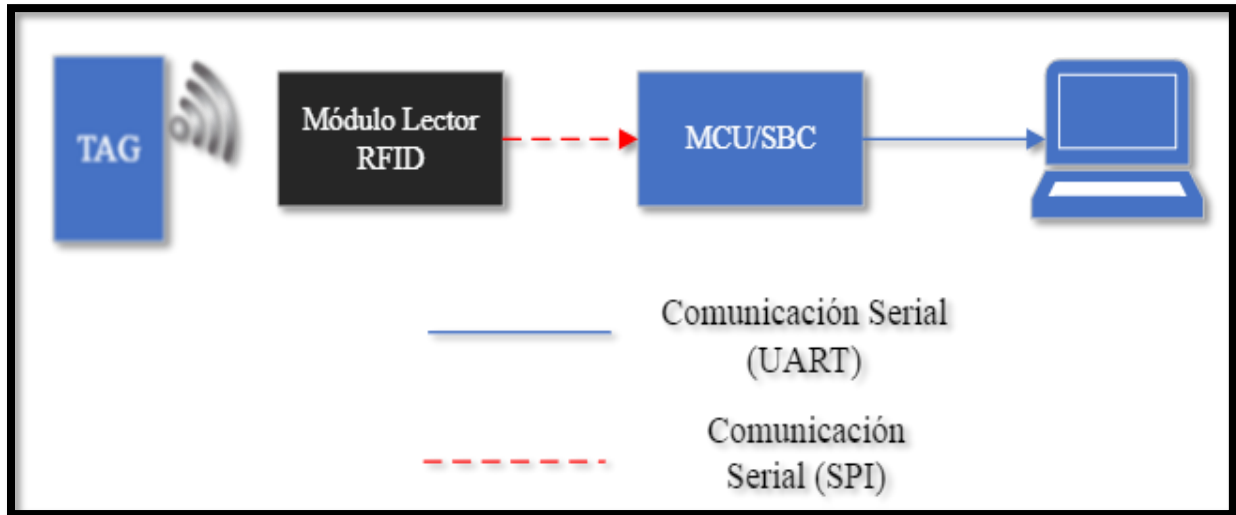 TAG
Módulo Lector
RFID
MCU/SBC
Comunicación Serial
(UART)
Comunicación
Serial (SPI)